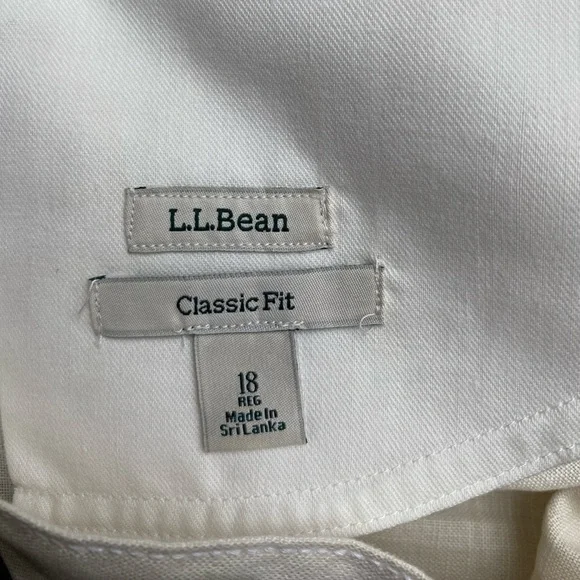 L.L.Bean
Classic Fit
18
REG
Made In
Sri Lanka